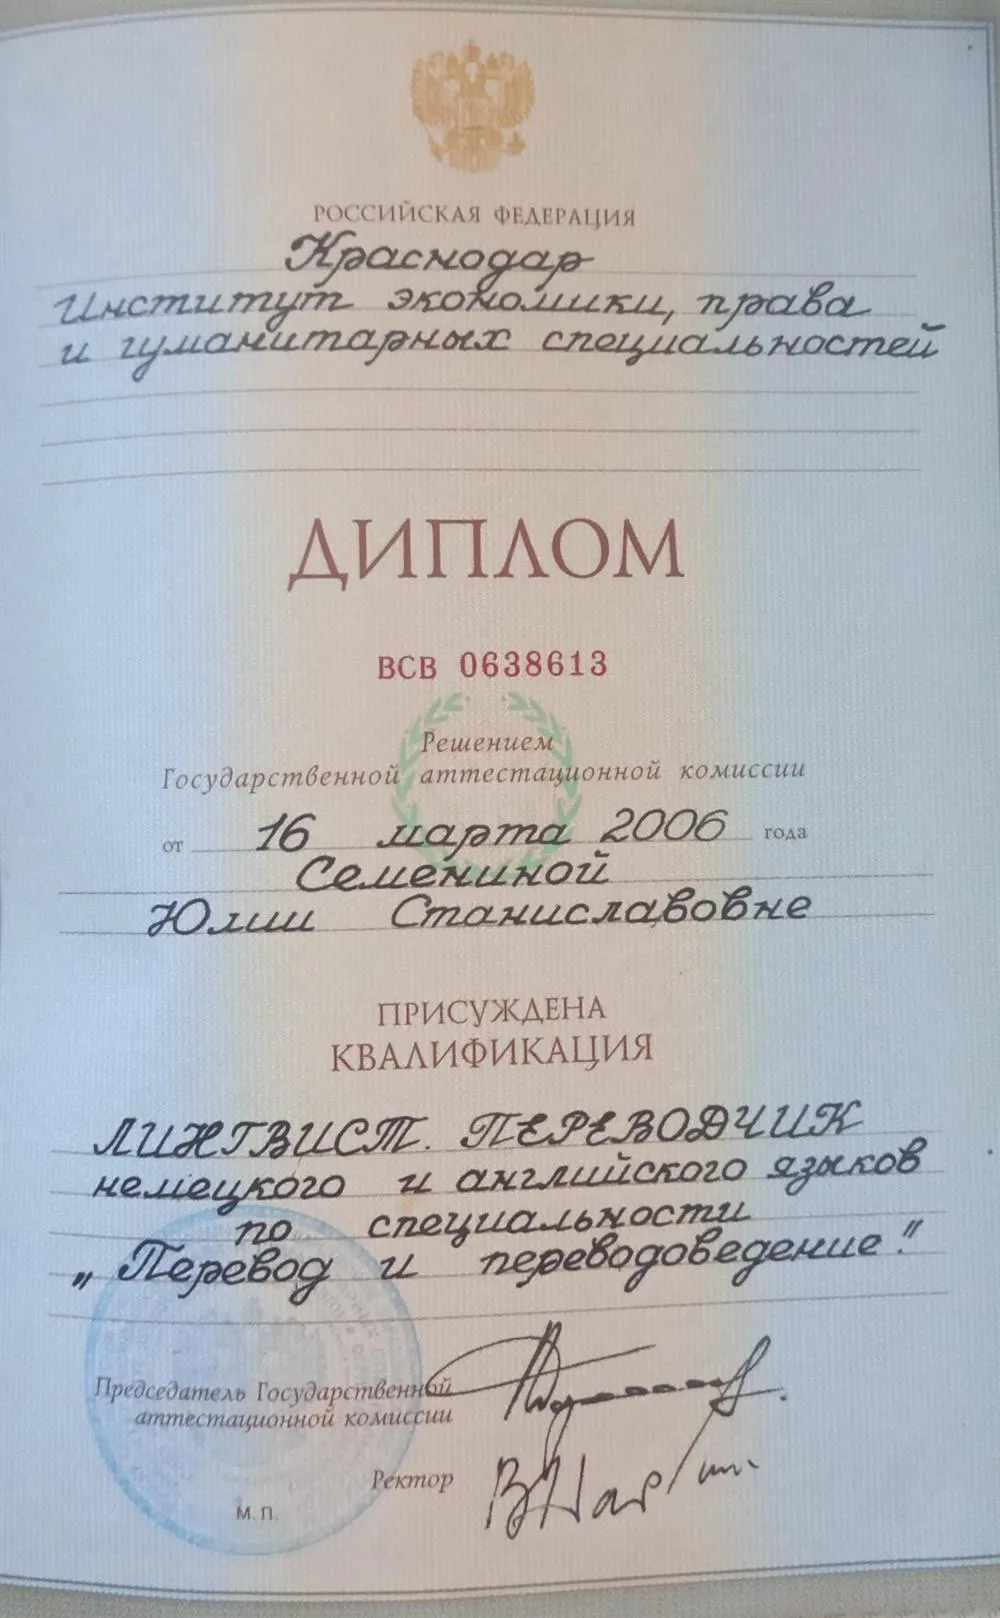 РОССИЙСКАЯ ФЕДЕРАЦИЯ
Краснодар
Институт экономики, права
и гуманитарных специальностей
ДИПЛОМ
ВСВ 0638613
Решением
Государственной аттестационной комиссии
от 16 марта 2006 года
Семениной
Юлии Станиславовне
ПРИСУЖДЕНА
КВАЛИФИКАЦИЯ
ЛИНГВИСТ. ПЕРЕВОДЧИК
немецкого и английского языков
по специальности
„Перевод и переводоведение."
Председатель Государственной
аттестационной комиссии
Ректор
М.П.